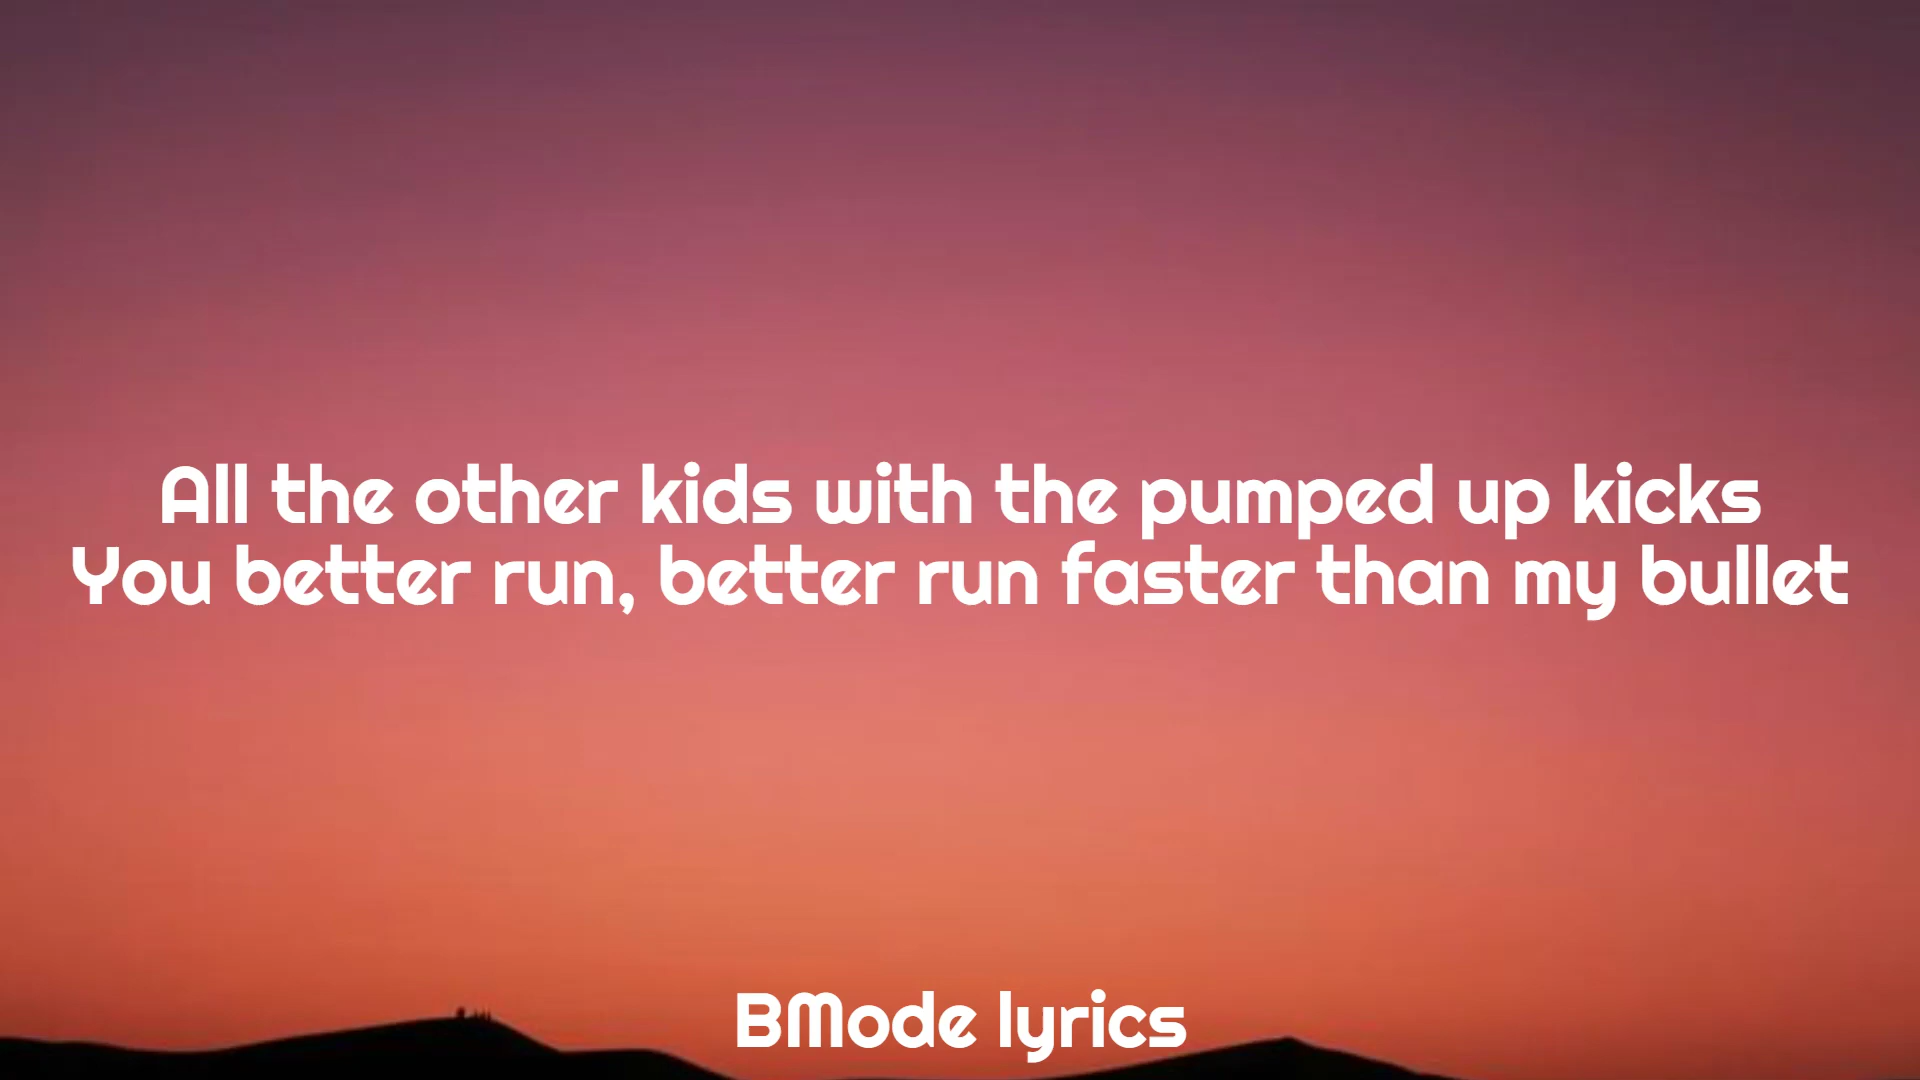 All the other kids with the pumped up kicks
You better run, better run faster than my bullet
BMode lyrics